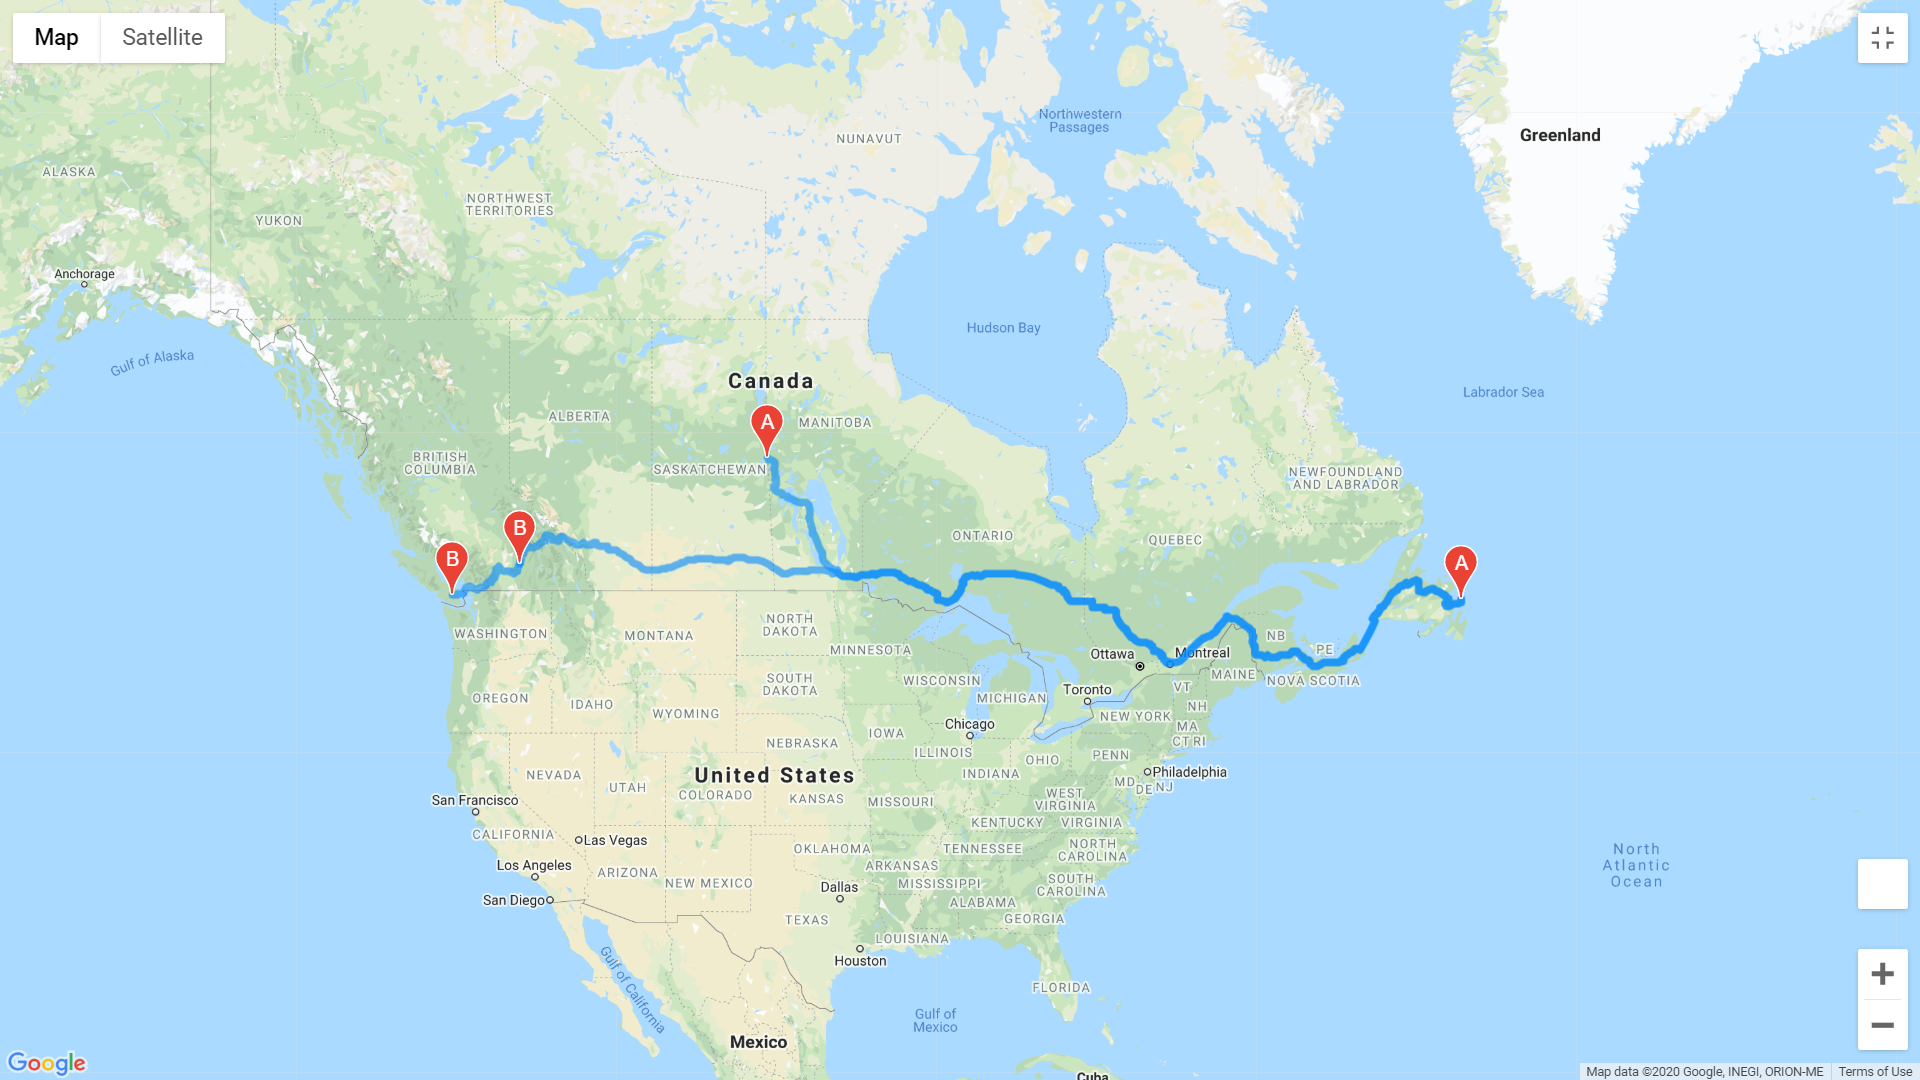 Map
Satellite
Northwestern
Passages
Greenland
NUNAVUT
ALASKA
NORTHWEST
TERRITORIES
YUKON
Anchorage
Hudson Bay
Gulf of Alaska
Canada
Labrador Sea
ALBERTA
A
MANITOBA
BRITISH
COLUMBIA
SASKATCHEWAN
NEWFOUNDLAND
AND LABRADOR
B
ONTARIO
QUEBEC
B
A
NORTH
DAKOTA
WASHINGTON
MONTANA
NB
MINNESOTA
PE
Ottawa
Montreal
MAINE
NOVA SCOTIA
WISCONSIN
SOUTH
DAKOTA
VT
Toronto
OREGON
MICHIGAN
IDAHO
NH
WYOMING
NEW YORK
Chicago
MA
IOWA
CT RI
NEBRASKA
ILLINOIS
PENN
OHIO
United States
NEVADA
INDIANA
Philadelphia
UTAH
MD
DE NJ
COLORADO
KANSAS
MISSOURI
WEST
VIRGINIA
San Francisco
KENTUCKY
VIRGINIA
CALIFORNIA
Las Vegas
OKLAHOMA
TENNESSEE
NORTH
CAROLINA
North
Atlantic
Ocean
Los Angeles
ARIZONA
ARKANSAS
NEW MEXICO
Dallas
MISSISSIPPI
SOUTH
CAROLINA
San Diego
ALABAMA
TEXAS
GEORGIA
LOUISIANA
Houston
Gulf of California
FLORIDA
Gulf of
Mexico
Mexico
Cuba
Google
Map data ©2020 Google, INEGI, ORION-ME
Terms of Use